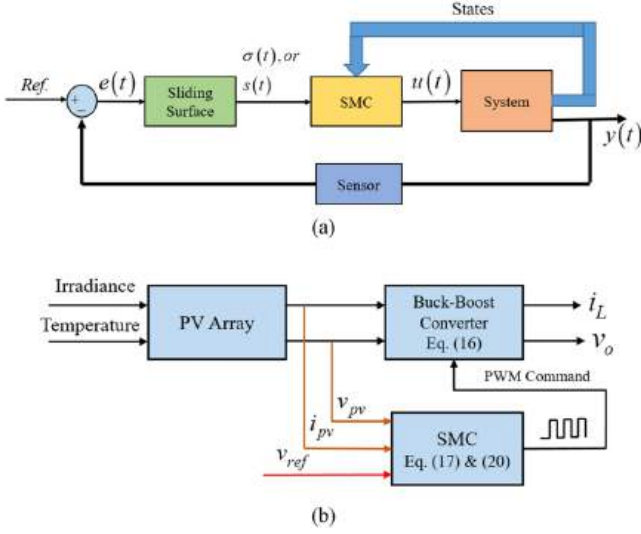 States
σ(t), or
Ref.
+
−
e(t)
Sliding
Surface
s(t)
SMC
u(t)
System
y(t)
Sensor
(a)
Irradiance
Temperature
PV Array
Buck-Boost
Converter
Eq. (16)
i_L
v_o
PWM Command
v_pv
i_pv
v_ref
SMC
Eq. (17) & (20)
(b)